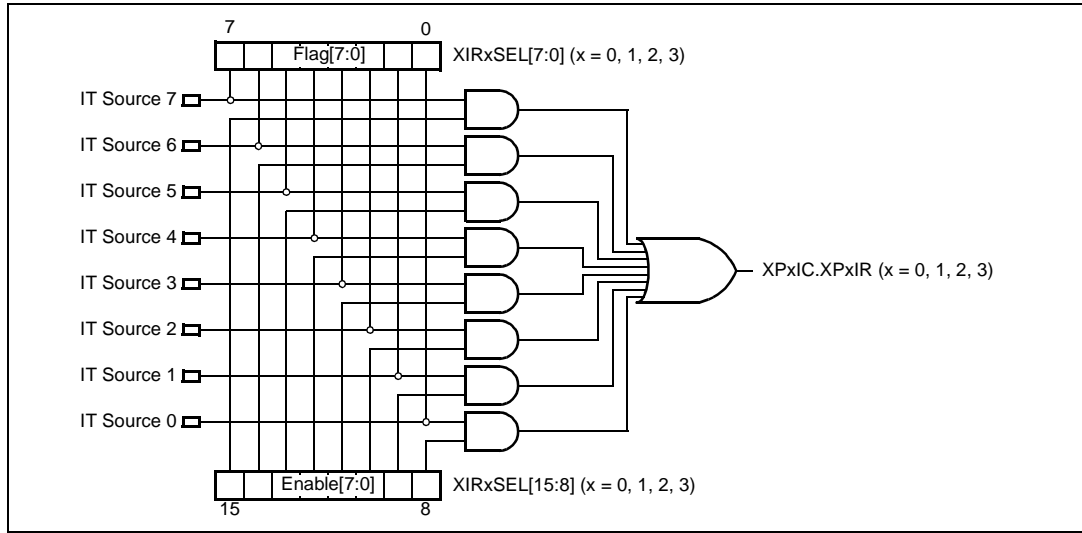 7 0
Flag[7:0] XIRxSEL[7:0] (x = 0, 1, 2, 3)
IT Source 7
IT Source 6
IT Source 5
IT Source 4
IT Source 3
IT Source 2
IT Source 1
IT Source 0
XPxIC.XPxIR (x = 0, 1, 2, 3)
Enable[7:0] XIRxSEL[15:8] (x = 0, 1, 2, 3)
15 8